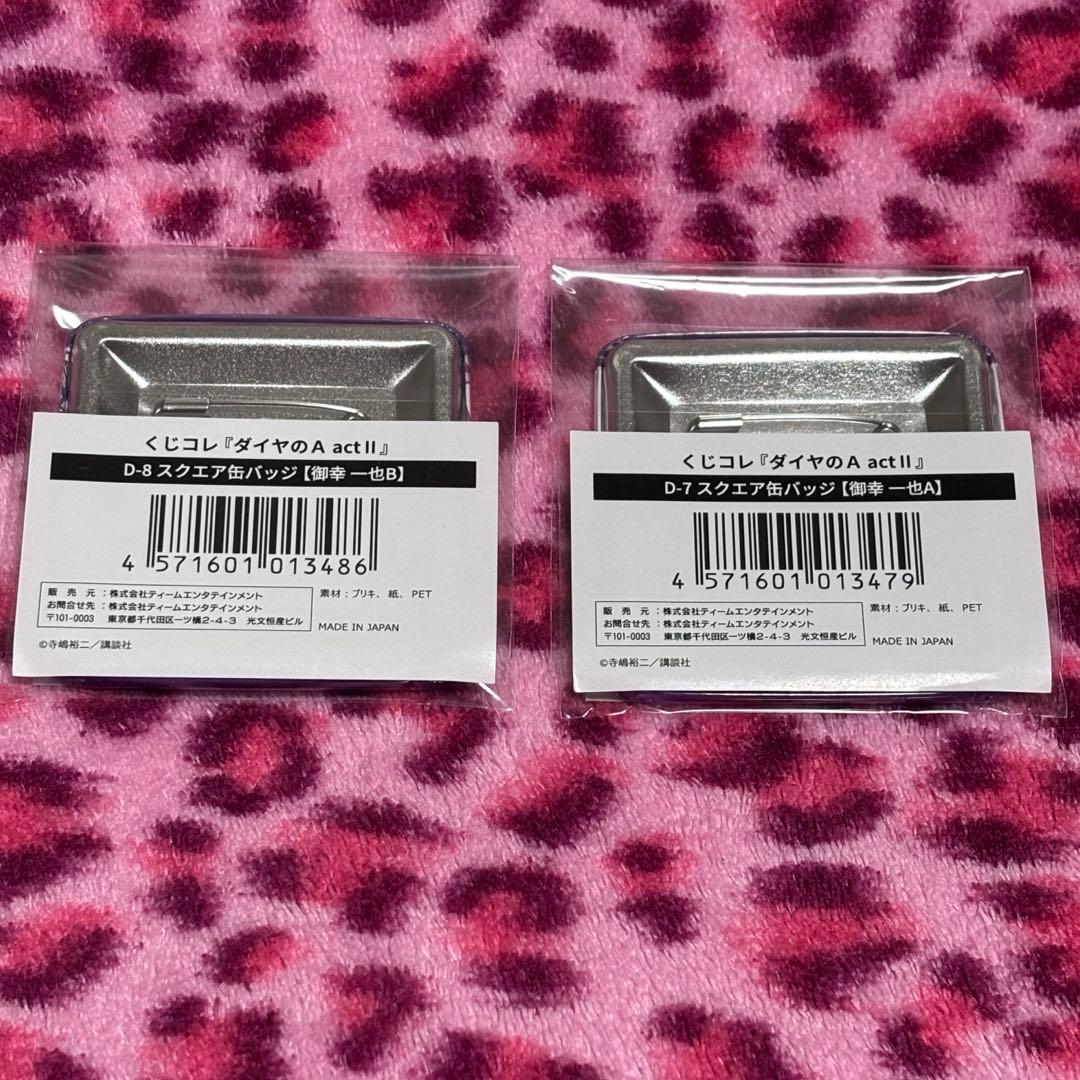 くじコレ『ダイヤのA actⅡ』
D-8 スクエア缶バッジ【御幸 一也B】
4 571601 013486
販 売 元 ：株式会社ティームエンタテインメント
お問合せ先 ：株式会社ティームエンタテインメント
〒101-0003 東京都千代田区一ツ橋2-4-3 光文恒産ビル
素材：ブリキ、紙、PET
MADE IN JAPAN
©寺嶋裕二／講談社
くじコレ『ダイヤのA actⅡ』
D-7 スクエア缶バッジ【御幸 一也A】
4 571601 013479
販 売 元 ：株式会社ティームエンタテインメント
お問合せ先 ：株式会社ティームエンタテインメント
〒101-0003 東京都千代田区一ツ橋2-4-3 光文恒産ビル
素材：ブリキ、紙、PET
MADE IN JAPAN
©寺嶋裕二／講談社